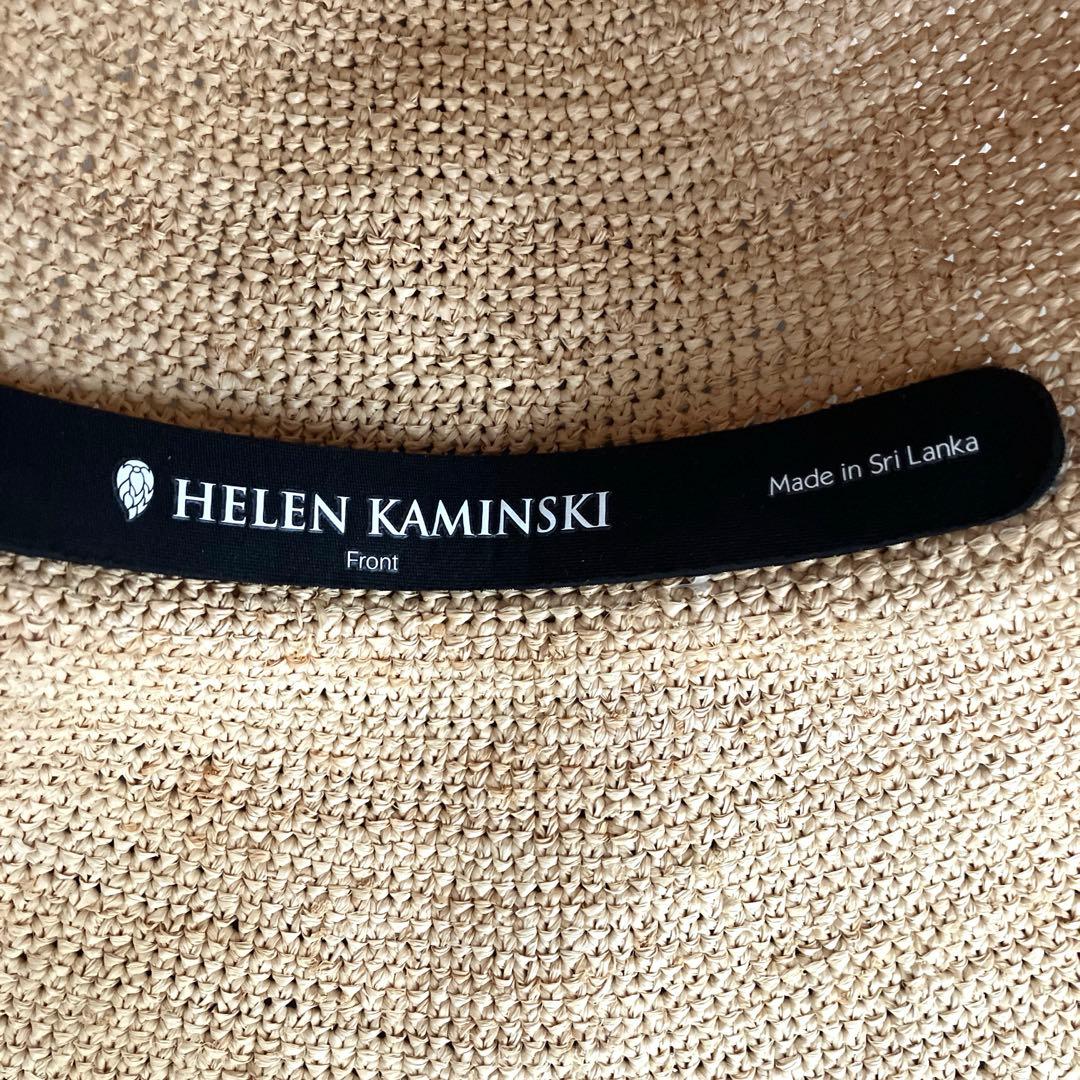 HELEN KAMINSKI
Front
Made in Sri Lanka